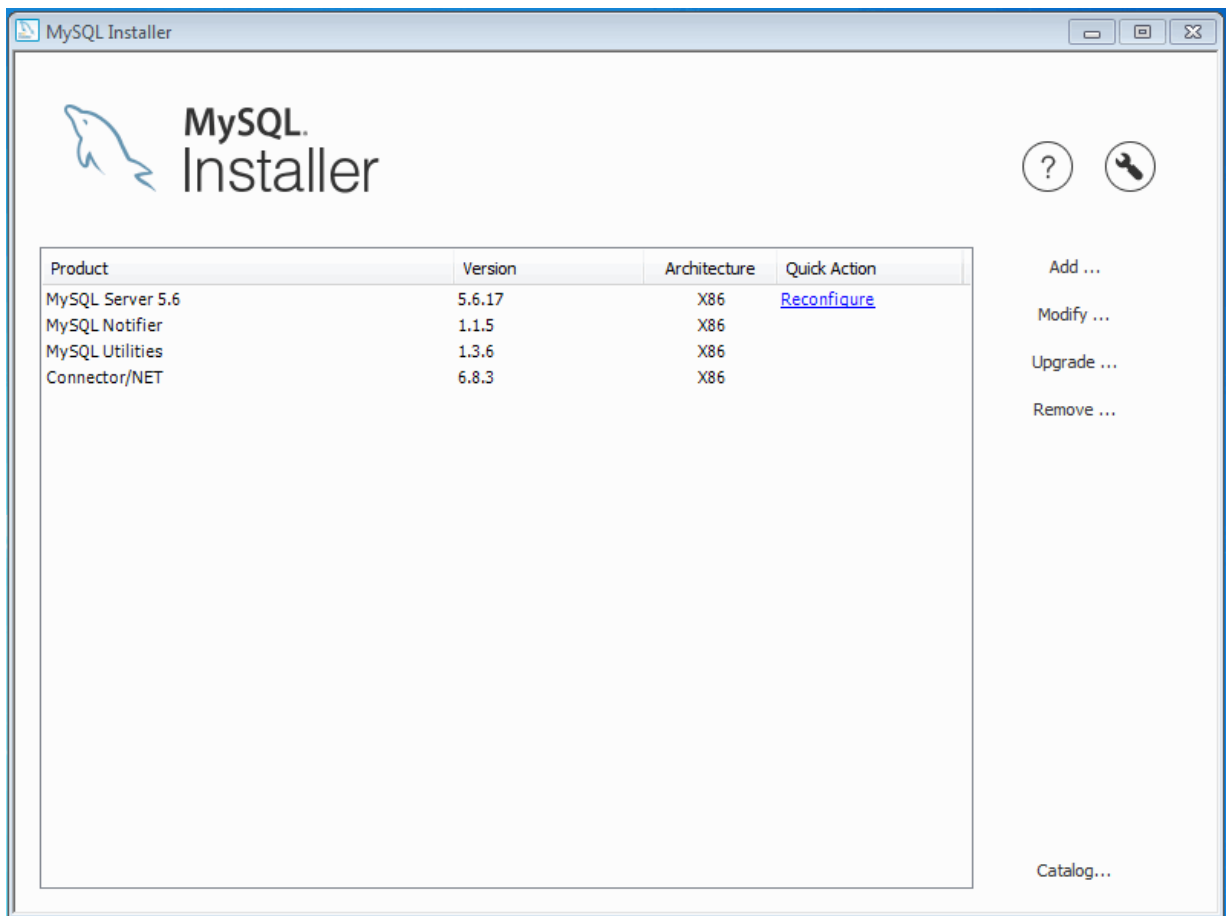 MySQL Installer
MySQL.
Installer
?
Product Version Architecture Quick Action
MySQL Server 5.6 5.6.17 X86 Reconfigure
MySQL Notifier 1.1.5 X86
MySQL Utilities 1.3.6 X86
Connector/NET 6.8.3 X86
Add ...
Modify ...
Upgrade ...
Remove ...
Catalog...